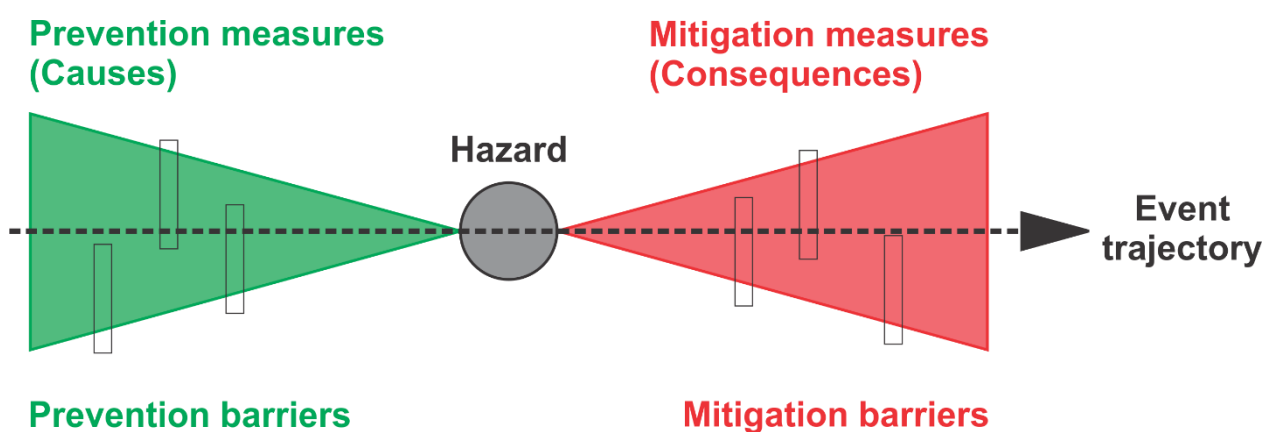 Prevention measures
(Causes)
Mitigation measures
(Consequences)
Hazard
Event
trajectory
Prevention barriers
Mitigation barriers